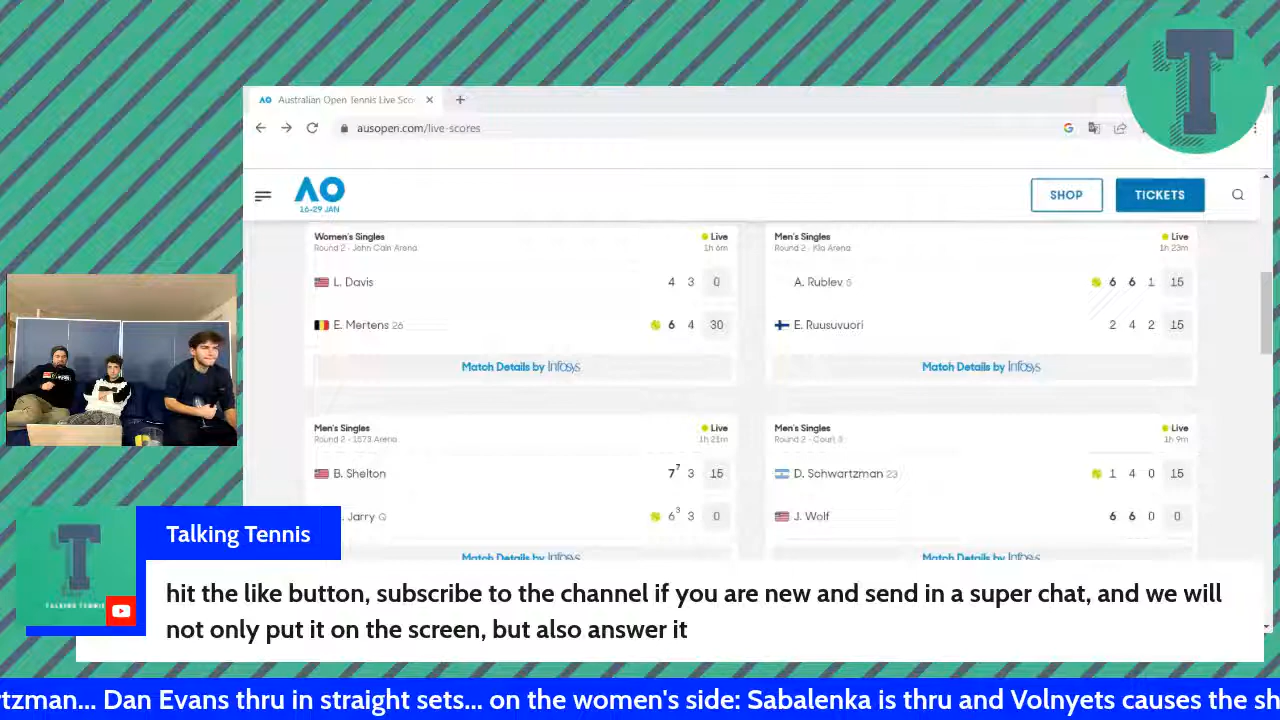 Australian Open Tennis Live Sco
ausopen.com/live-scores
AO
16-29 JAN
SHOP
TICKETS
Women's Singles
Live
Round 2 - John Cain Arena
1h 6m
L. Davis
4 3 0
E. Mertens 26
6 4 30
Match Details by Infosys
Men's Singles
Live
Round 2 - Kia Arena
1h 23m
A. Rublev 5
6 6 1 15
E. Ruusuvuori
2 4 2 15
Match Details by Infosys
Men's Singles
Live
Round 2 - 1573 Arena
1h 21m
B. Shelton
7 7 3 15
Jarry Q
6 3 3 0
Match Details by Infosys
Men's Singles
Live
Round 2 - Court 3
1h 9m
D. Schwartzman 23
1 4 0 15
J. Wolf
6 6 0 0
Match Details by Infosys
T
T
TALKING TENNIS
Talking Tennis
hit the like button, subscribe to the channel if you are new and send in a super chat, and we will
not only put it on the screen, but also answer it
rtzman... Dan Evans thru in straight sets... on the women's side: Sabalenka is thru and Volnyets causes the sh